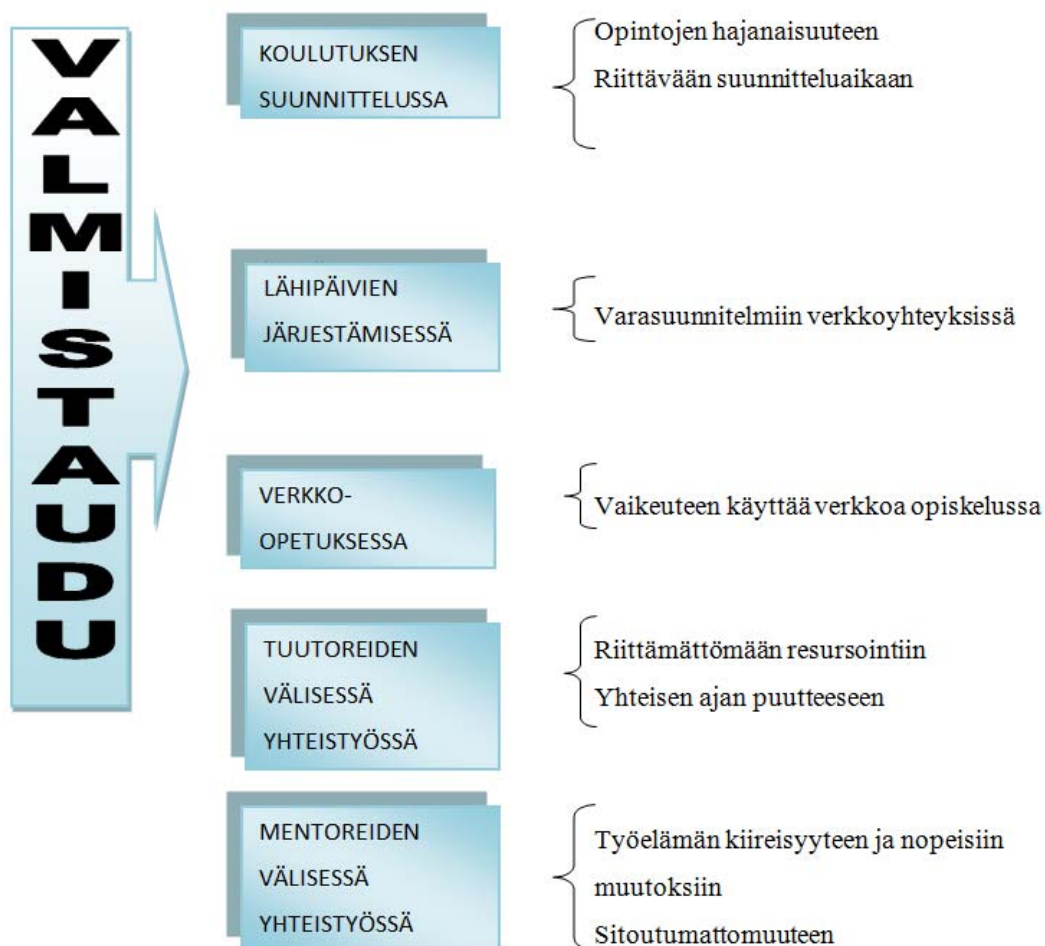 VALMISTAUDU
KOULUTUKSEN
SUUNNITTELUSSA
Opintojen hajanaisuuteen
Riittävään suunnitteluaikaan
LÄHIPÄIVIEN
JÄRJESTÄMISESSÄ
Varasuunnitelmiin verkkoyhteyksissä
VERKKO-
OPETUKSESSA
Vaikeuteen käyttää verkkoa opiskelussa
TUUTOREIDEN
VÄLISESSÄ
YHTEISTYÖSSÄ
Riittämättömään resursointiin
Yhteisen ajan puutteeseen
MENTOREIDEN
VÄLISESSÄ
YHTEISTYÖSSÄ
Työelämän kiireisyyteen ja nopeisiin
muutoksiin
Sitoutumattomuuteen